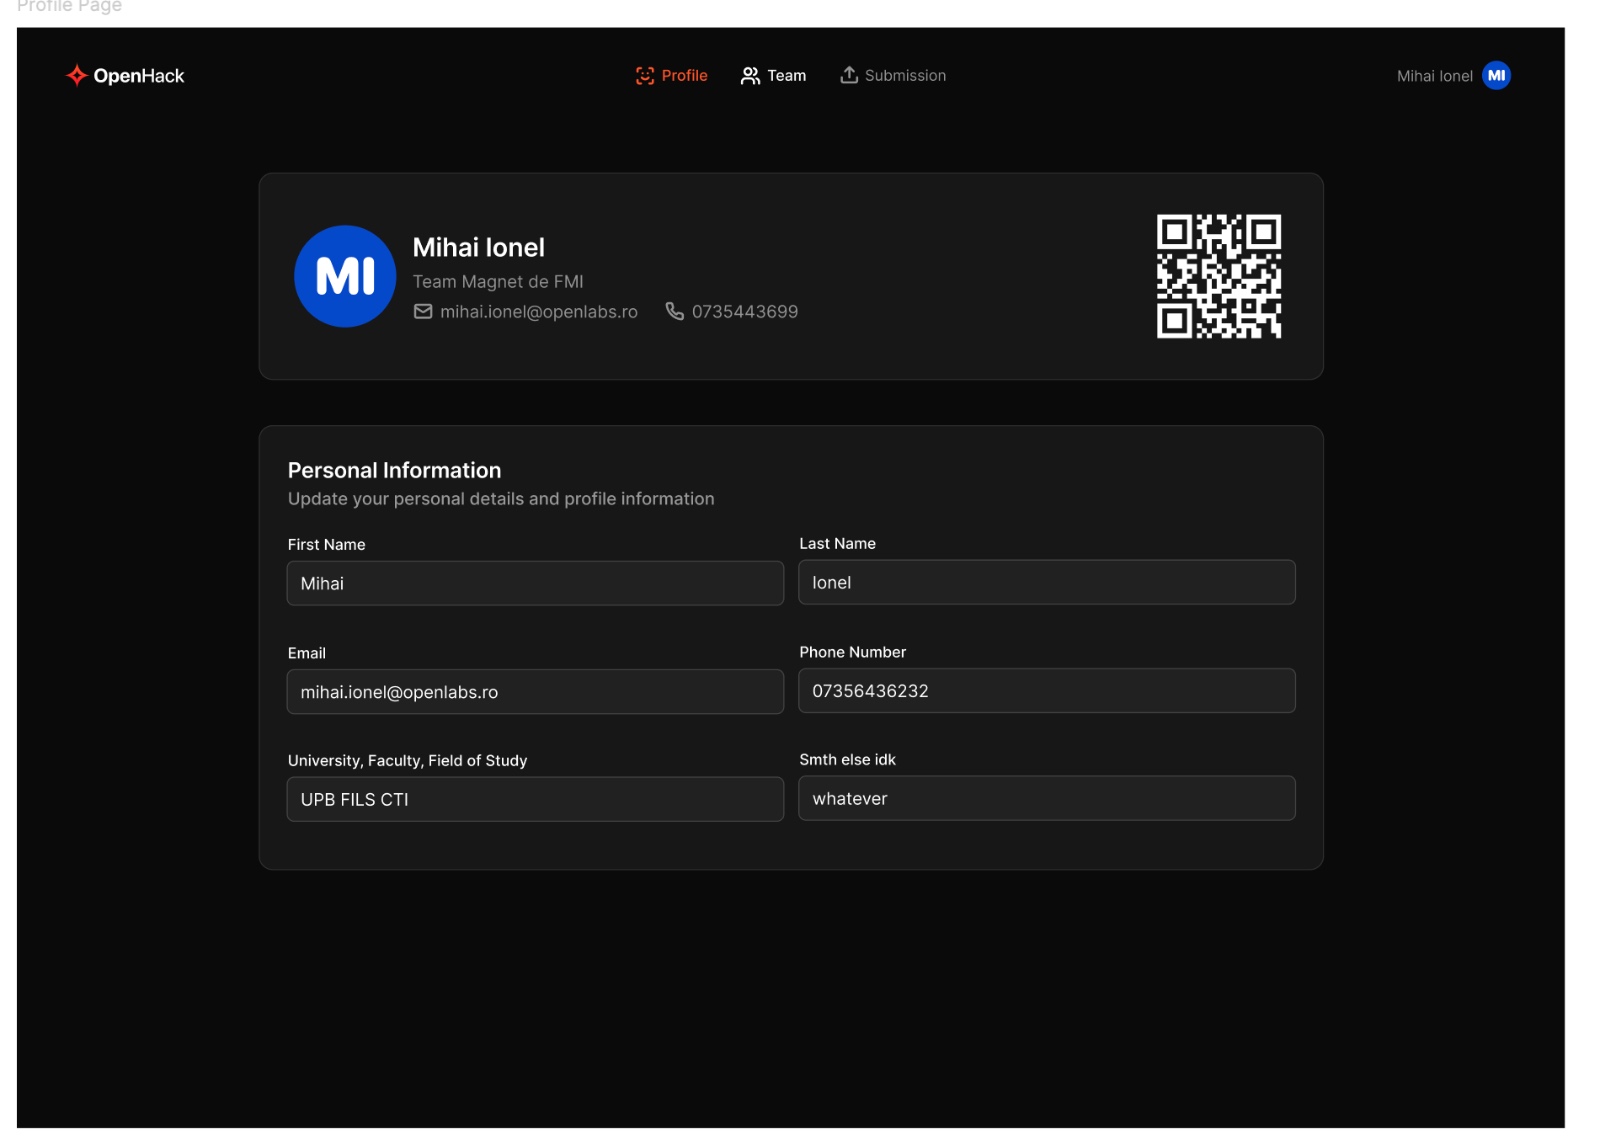 Profile Page
OpenHack
Profile
Team
Submission
Mihai Ionel
MI
MI
Mihai Ionel
Team Magnet de FMI
mihai.ionel@openlabs.ro
0735443699
Personal Information
Update your personal details and profile information
First Name
Last Name
Mihai
Ionel
Email
Phone Number
mihai.ionel@openlabs.ro
07356436232
University, Faculty, Field of Study
Smth else idk
UPB FILS CTI
whatever